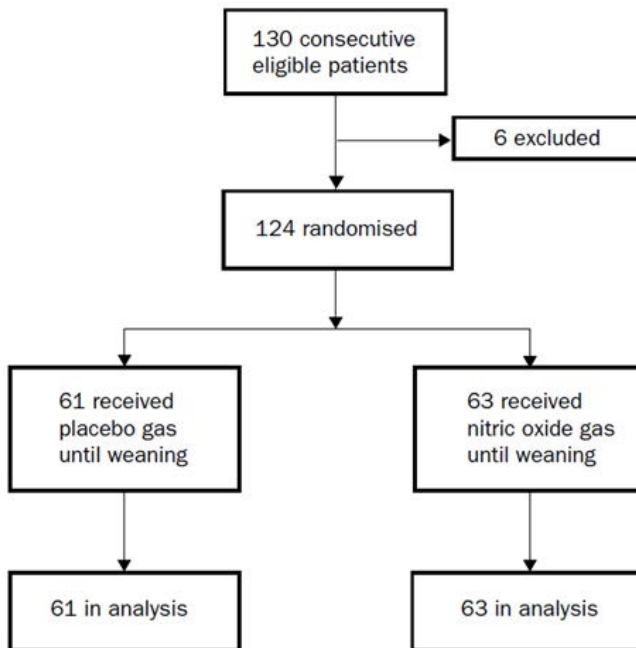 130 consecutive
eligible patients
6 excluded
124 randomised
61 received
placebo gas
until weaning
63 received
nitric oxide gas
until weaning
61 in analysis
63 in analysis